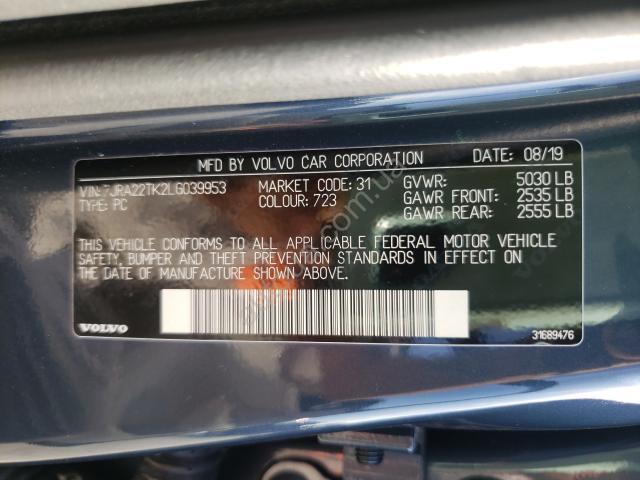 MFD BY VOLVO CAR CORPORATION DATE: 08/19
VIN: 7JRA22TK2LG039953 MARKET CODE: 31 GVWR: 5030 LB
TYPE: PC COLOUR: 723 GAWR FRONT: 2535 LB
GAWR REAR: 2555 LB
THIS VEHICLE CONFORMS TO ALL APPLICABLE FEDERAL MOTOR VEHICLE
SAFETY, BUMPER AND THEFT PREVENTION STANDARDS IN EFFECT ON
THE DATE OF MANUFACTURE SHOWN ABOVE.
VOLVO 31689476